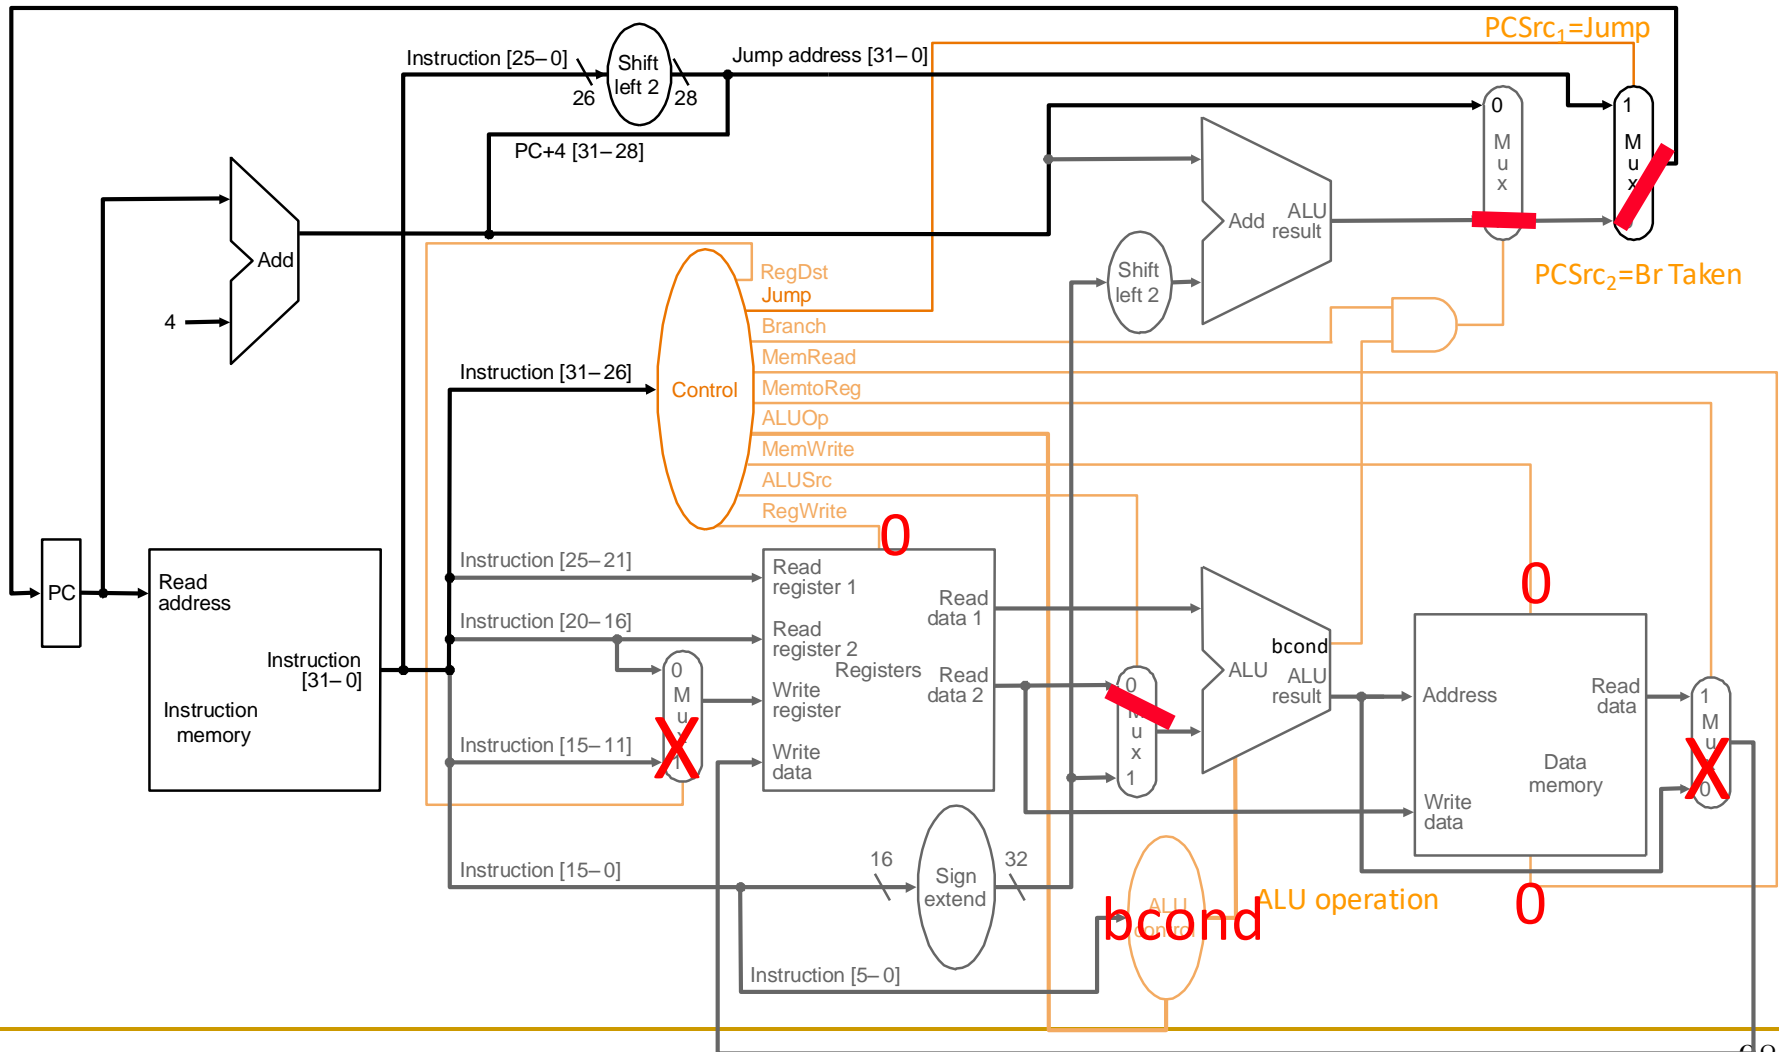 PCSrc1=Jump
Instruction [25–0]
Shift
left 2
Jump address [31–0]
26
28
PC+4 [31–28]
0
M
u
x
1
M
u
x
Add
4
Add
ALU
result
Shift
left 2
PCSrc2=Br Taken
RegDst
Jump
Branch
MemRead
MemtoReg
ALUOp
MemWrite
ALUSrc
RegWrite
Instruction [31–26]
Control
0
0
PC
Read
address
Instruction
[31–0]
Instruction
memory
Instruction [25–21]
Instruction [20–16]
Instruction [15–11]
Instruction [15–0]
Instruction [5–0]
0
M
u
X
1
Read
register 1
Read
register 2
Registers
Write
register
Write
data
Read
data 1
Read
data 2
0
M
u
x
1
bcond
ALU
ALU
result
Address
Read
data
Data
memory
Write
data
1
M
u
X
0
16
Sign
extend
32
ALU
control
bcond
ALU operation
0